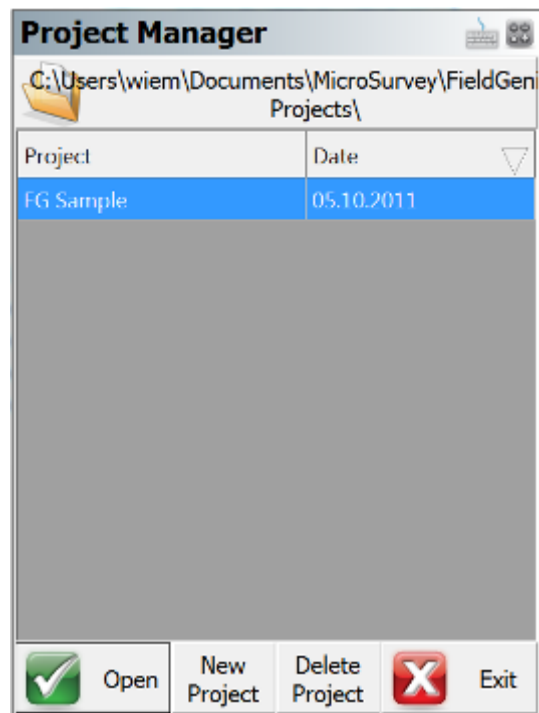 Project Manager
C:\Users\wiem\Documents\MicroSurvey\FieldGeni
Projects\
Project Date
FG Sample 05.10.2011
Open New Project Delete Project Exit